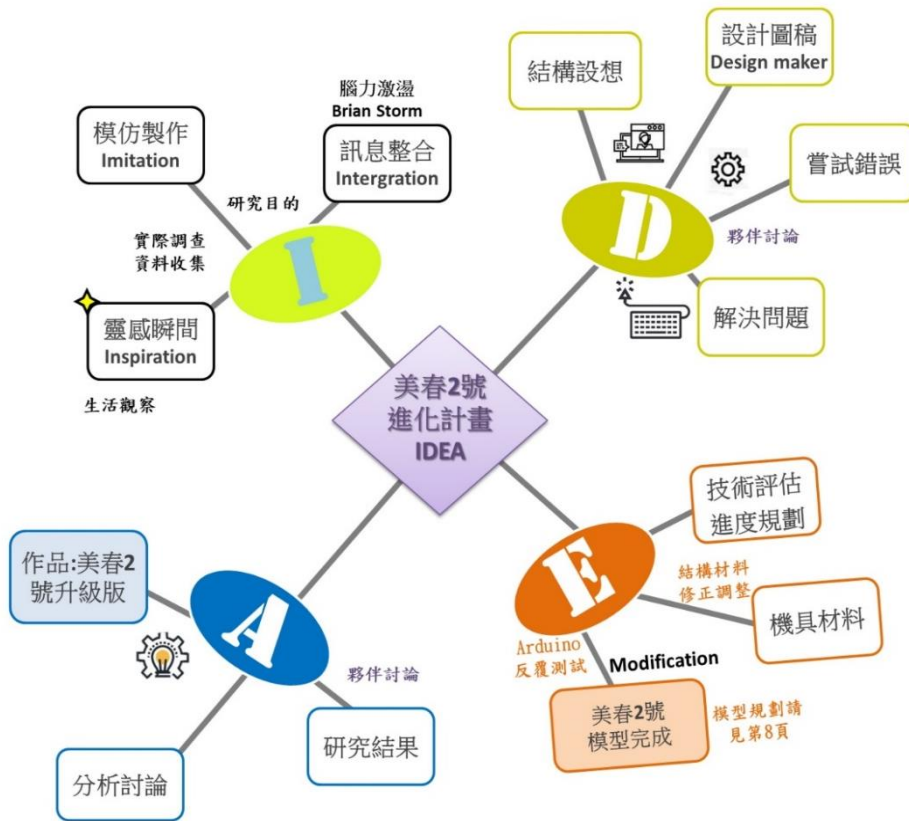 設計圖稿
Design maker
結構設想
腦力激盪
Brian Storm
模仿製作
Imitation
訊息整合
Intergration
嘗試錯誤
研究目的
D
夥伴討論
實際調查
資料收集
I
靈感瞬間
Inspiration
解決問題
生活觀察
美春2號
進化計畫
IDEA
技術評估
進度規劃
作品:美春2
號升級版
E
結構材料
修正調整
A
機具材料
Arduino
反覆測試
Modification
夥伴討論
美春2號
模型完成
模型規劃請
見第8頁
研究結果
分析討論